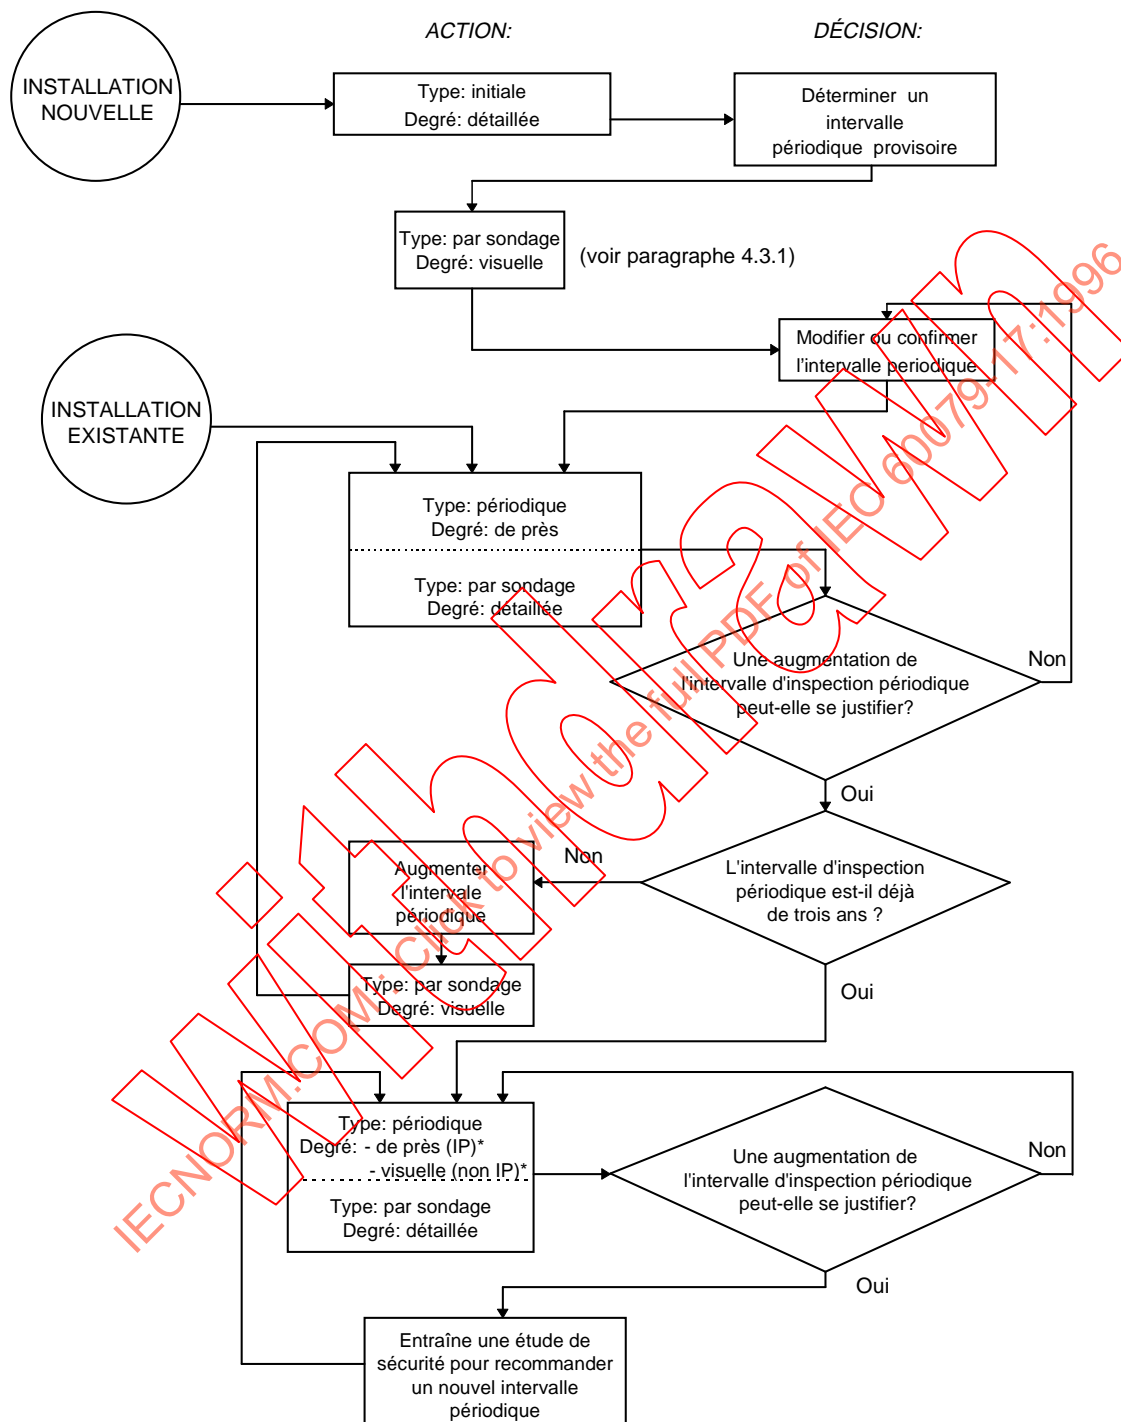 ACTION:
DÉCISION:
INSTALLATION
NOUVELLE
Type: initiale
Degré: détaillée
Déterminer un
intervalle
périodique provisoire
Type: par sondage
Degré: visuelle
(voir paragraphe 4.3.1)
Modifier ou confirmer
l'intervalle periodique
INSTALLATION
EXISTANTE
Type: périodique
Degré: de près
Type: par sondage
Degré: détaillée
Une augmentation de
l'intervalle d'inspection périodique
peut-elle se justifier?
Non
Oui
L'intervalle d'inspection
périodique est-il déjà
de trois ans ?
Non
Augmenter
l'intervale
périodique
Type: par sondage
Degré: visuelle
Oui
Type: périodique
Degré: - de près (IP)*
- visuelle (non IP)*
Type: par sondage
Degré: détaillée
Une augmentation de
l'intervalle d'inspection périodique
peut-elle se justifier?
Non
Oui
Entraîne une étude de
sécurité pour recommander
un nouvel intervalle
périodique
Withdrawn
IECNORM.COM : Click to view the full PDF of IEC 60079-17:1996